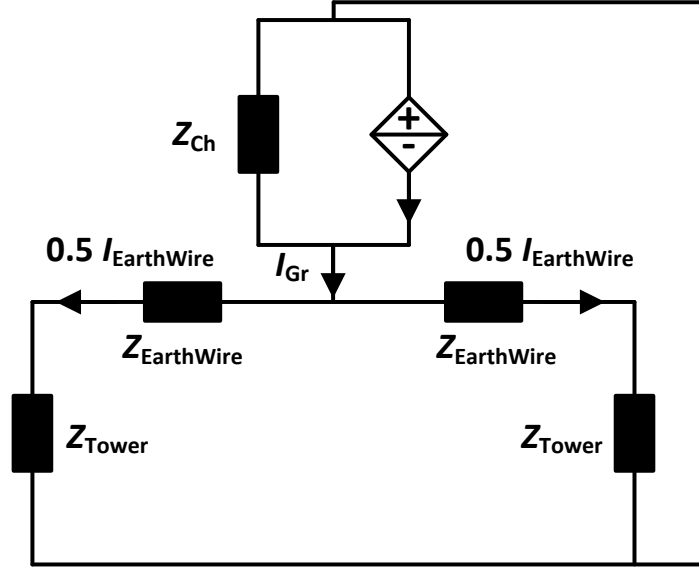 +
-
Z_Ch
0.5 I_EarthWire
I_Gr
0.5 I_EarthWire
Z_EarthWire
Z_EarthWire
Z_Tower
Z_Tower